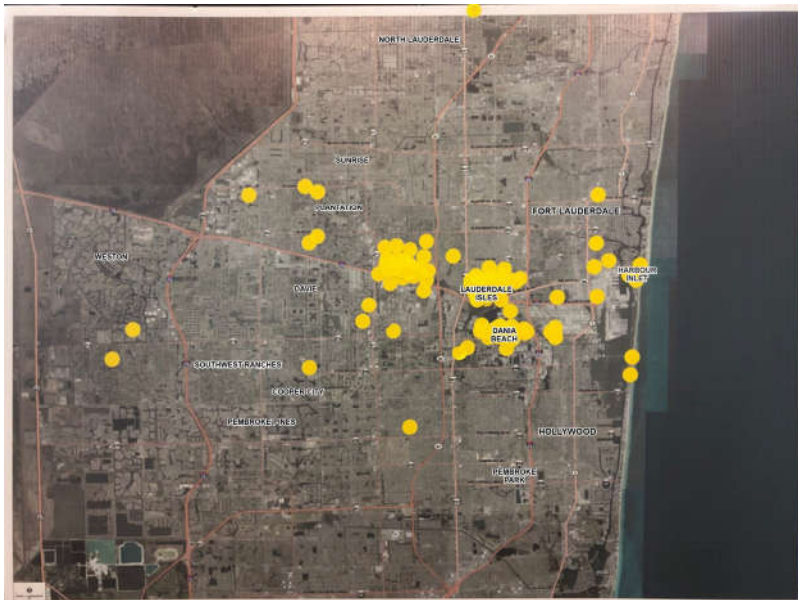 NORTH LAUDERDALE
SUNRISE
PLANTATION
FORT LAUDERDALE
WESTON
HARBOUR
INLET
DAVIE
LAUDERDALE
ISLES
DANIA
BEACH
SOUTHWEST RANCHES
COOPER CITY
PEMBROKE PINES
HOLLYWOOD
PEMBROKE
PARK